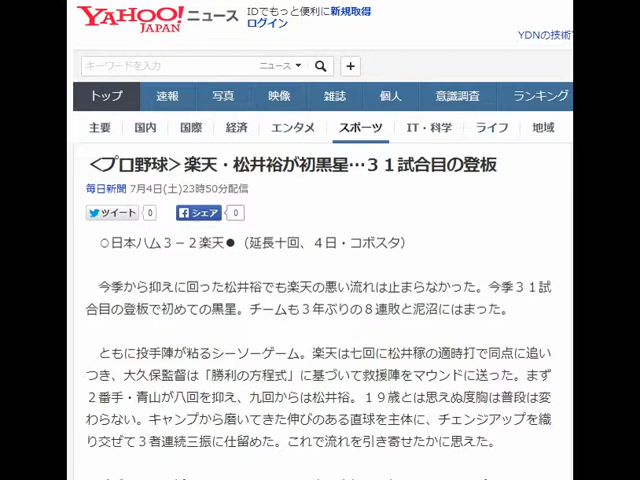 YAHOO! JAPAN ニュース
IDでもっと便利に新規取得
ログイン
YDNの技術
キーワードを入力 ニュース
トップ 速報 写真 映像 雑誌 個人 意識調査 ランキング
主要 国内 国際 経済 エンタメ スポーツ IT・科学 ライフ 地域
<プロ野球>楽天・松井裕が初黒星…31試合目の登板
毎日新聞 7月4日(土)23時50分配信
ツイート 0 シェア 0
○日本ハム3－2楽天●（延長十回、4日・コボスタ）
今季から抑えに回った松井裕でも楽天の悪い流れは止まらなかった。今季31試
合目の登板で初めての黒星。チームも3年ぶりの8連敗と泥沼にはまった。
ともに投手陣が粘るシーソーゲーム。楽天は七回に松井稼の適時打で同点に追い
つき、大久保監督は「勝利の方程式」に基づいて救援陣をマウンドに送った。まず
2番手・青山が八回を抑え、九回からは松井裕。19歳とは思えぬ度胸は普段は変
わらない。キャンプから磨いてきた伸びのある直球を主体に、チェンジアップを織
り交ぜて3者連続三振に仕留めた。これで流れを引き寄せたかに思えた。